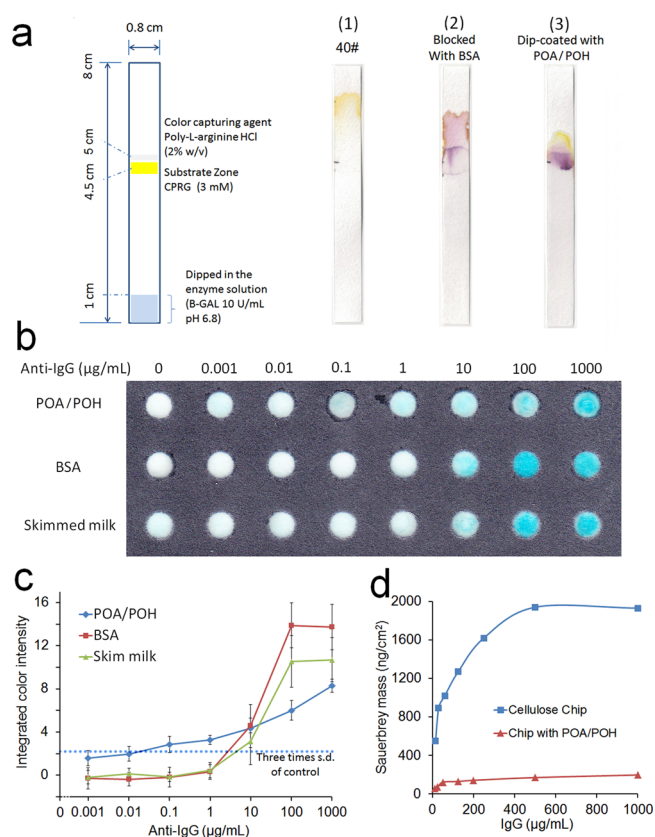 a
0.8 cm
8 cm
5 cm
4.5 cm
1 cm
Color capturing agent
Poly-L-arginine HCl
(2% w/v)
Substrate Zone
CPRG (3 mM)
Dipped in the
enzyme solution
(B-GAL 10 U/mL
pH 6.8)
(1)
40#
(2)
Blocked
With BSA
(3)
Dip-coated with
POA/POH
b
Anti-IgG (µg/mL) 0 0.001 0.01 0.1 1 10 100 1000
POA/POH
BSA
Skimmed milk
c
Integrated color intensity
16
12
8
4
0
POA/POH
BSA
Skim milk
Three times s.d.
of control
0.001 0.01 0.1 1 10 100 1000
Anti-IgG (µg/mL)
d
Sauerbrey mass (ng/cm²)
2000
1600
1200
800
400
0
Cellulose Chip
Chip with POA/POH
0 200 400 600 800 1000
IgG (µg/mL)